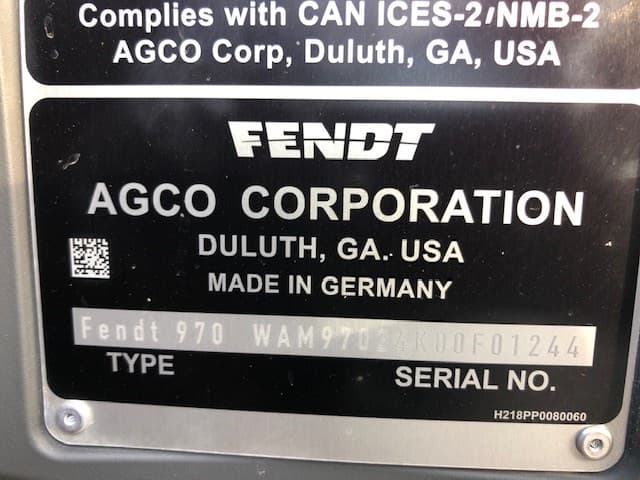 Complies with CAN ICES-2/NMB-2
AGCO Corp, Duluth, GA, USA
FENDT
AGCO CORPORATION
DULUTH, GA. USA
MADE IN GERMANY
Fendt 970 WAM97024K00F01244
TYPE SERIAL NO.
H218PP0080060